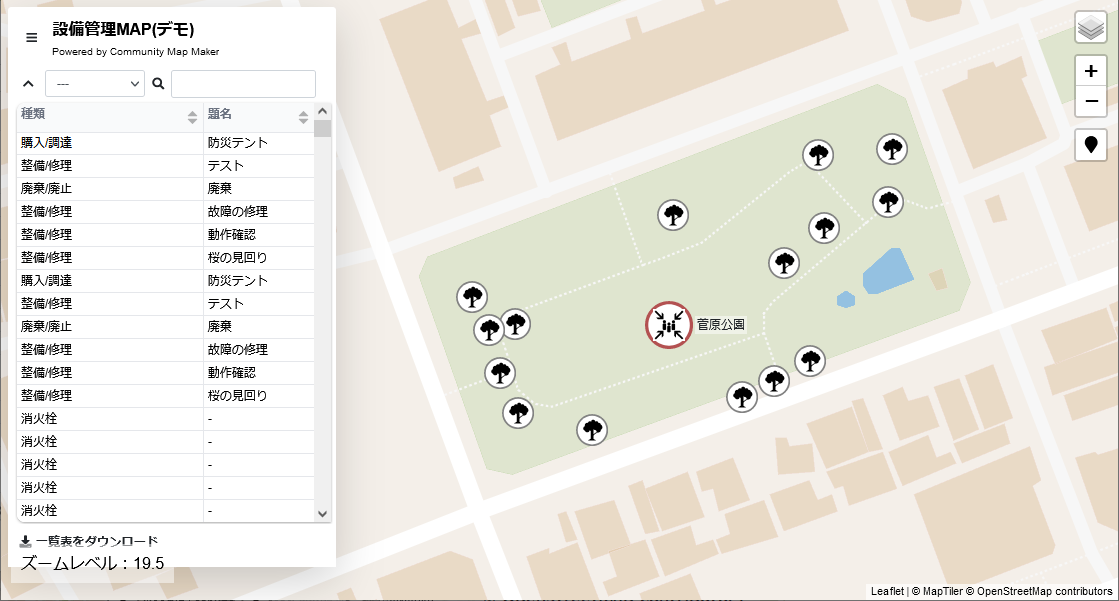 設備管理MAP(デモ)
Powered by Community Map Maker
---
種類 題名
購入/調達 防災テント
整備/修理 テスト
廃棄/廃止 廃棄
整備/修理 故障の修理
整備/修理 動作確認
整備/修理 桜の見回り
購入/調達 防災テント
整備/修理 テスト
廃棄/廃止 廃棄
整備/修理 故障の修理
整備/修理 動作確認
整備/修理 桜の見回り
消火栓 -
消火栓 -
消火栓 -
消火栓 -
消火栓 -
一覧表をダウンロード
ズームレベル：19.5
菅原公園
+
−
Leaflet | © MapTiler © OpenStreetMap contributors